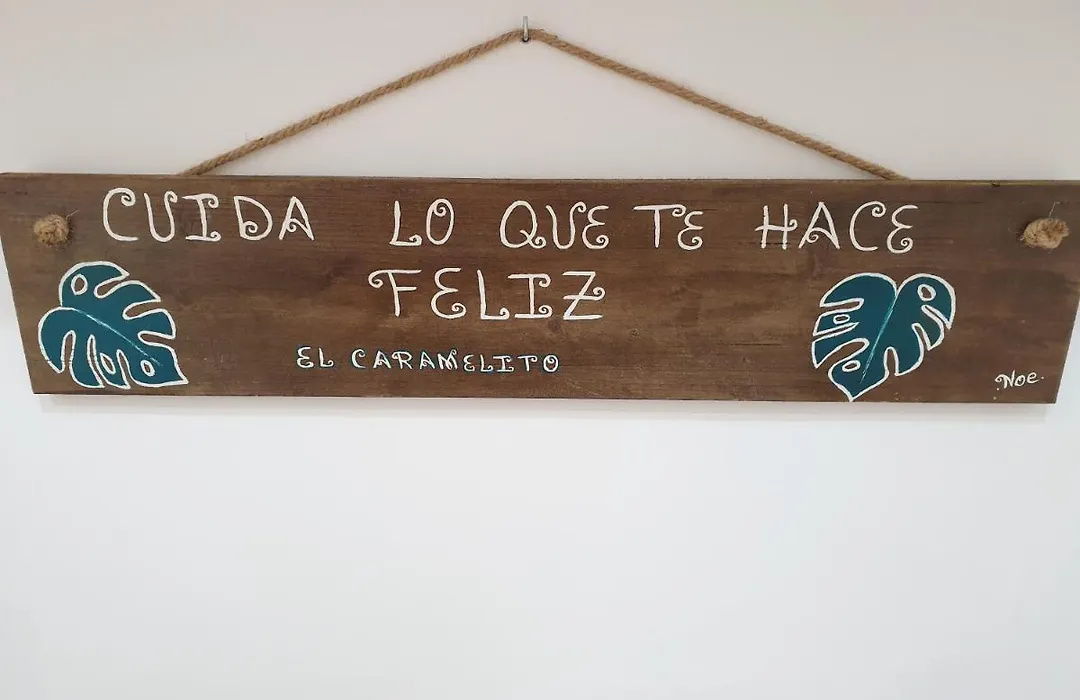 CUIDA LO QUE TE HACE
FELIZ
EL CARAMELITO
Noe.